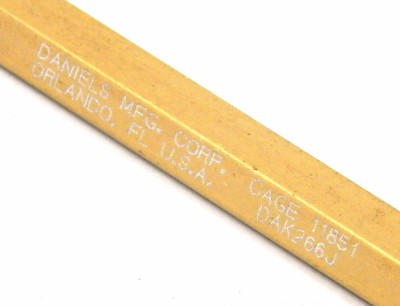 DANIELS MFG. CORP. CAGE 11851
ORLANDO, FL U.S.A. DAK266J